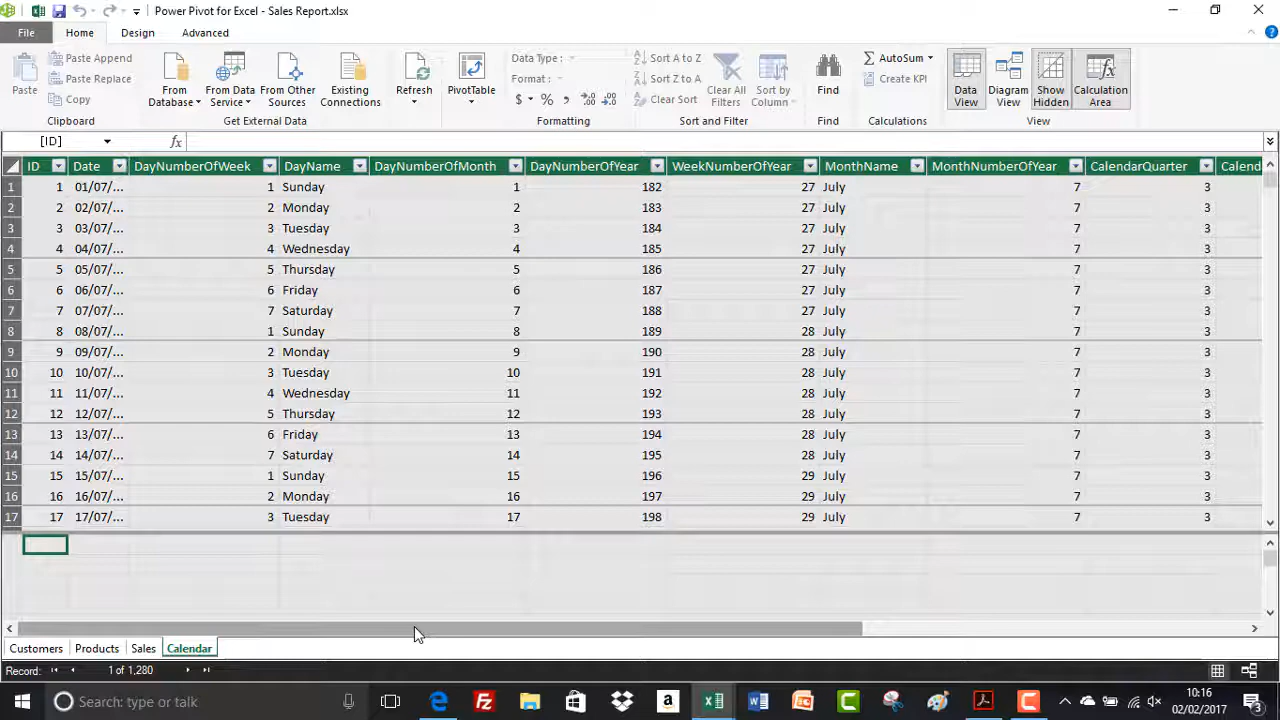 Power Pivot for Excel - Sales Report.xlsx
File Home Design Advanced
Paste
Paste Append
Paste Replace
Copy
Clipboard
From Database
From Data Service
From Other Sources
Existing Connections
Get External Data
Refresh
PivotTable
Data Type :
Format :
$ % ,
Formatting
Sort A to Z
Sort Z to A
Clear Sort
Clear All Filters
Sort by Column
Sort and Filter
Find
Find
AutoSum
Create KPI
Calculations
Data View
Diagram View
Show Hidden
Calculation Area
View
[ID] fx
ID Date DayNumberOfWeek DayName DayNumberOfMonth DayNumberOfYear WeekNumberOfYear MonthName MonthNumberOfYear CalendarQuarter Calend
1 1 01/07/... 1 Sunday 1 182 27 July 7 3
2 2 02/07/... 2 Monday 2 183 27 July 7 3
3 3 03/07/... 3 Tuesday 3 184 27 July 7 3
4 4 04/07/... 4 Wednesday 4 185 27 July 7 3
5 5 05/07/... 5 Thursday 5 186 27 July 7 3
6 6 06/07/... 6 Friday 6 187 27 July 7 3
7 7 07/07/... 7 Saturday 7 188 27 July 7 3
8 8 08/07/... 1 Sunday 8 189 28 July 7 3
9 9 09/07/... 2 Monday 9 190 28 July 7 3
10 10 10/07/... 3 Tuesday 10 191 28 July 7 3
11 11 11/07/... 4 Wednesday 11 192 28 July 7 3
12 12 12/07/... 5 Thursday 12 193 28 July 7 3
13 13 13/07/... 6 Friday 13 194 28 July 7 3
14 14 14/07/... 7 Saturday 14 195 28 July 7 3
15 15 15/07/... 1 Sunday 15 196 29 July 7 3
16 16 16/07/... 2 Monday 16 197 29 July 7 3
17 17 17/07/... 3 Tuesday 17 198 29 July 7 3
Customers Products Sales Calendar
Record: 1 of 1,280
Search: type or talk
10:16
02/02/2017
3